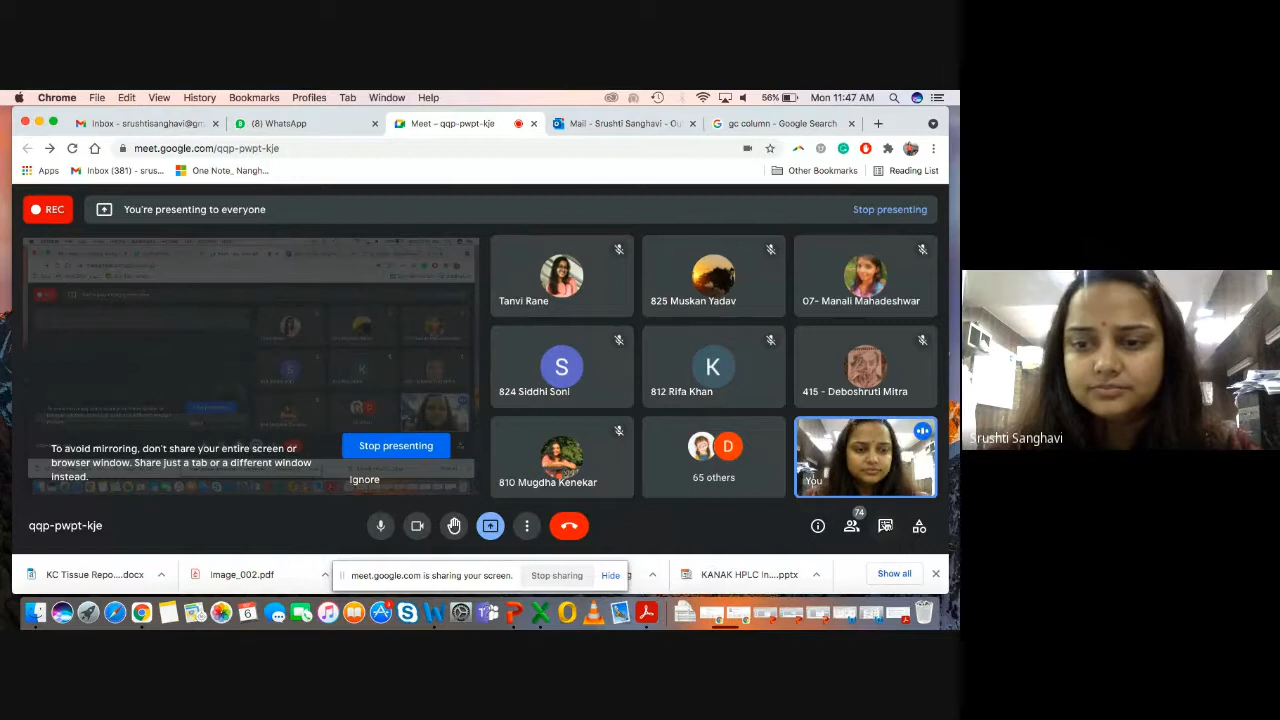 Chrome File Edit View History Bookmarks Profiles Tab Window Help 56% Mon 11:47 AM
Inbox - srushtisanghavi@gm (8) WhatsApp Meet – qqp-pwpt-kje Mail - Srushti Sanghavi - Ou gc column - Google Search
meet.google.com/qqp-pwpt-kje
Apps Inbox (381) - srus... One Note_ Nangh... Other Bookmarks Reading List
REC You're presenting to everyone Stop presenting
Tanvi Rane 825 Muskan Yadav 07- Manali Mahadeshwar
S K
824 Siddhi Soni 812 Rifa Khan 415 - Deboshruti Mitra
To avoid mirroring, don't share your entire screen or
browser window. Share just a tab or a different window
instead.
Stop presenting
Ignore
D
810 Mugdha Kenekar 65 others You
Srushti Sanghavi
qqp-pwpt-kje 74
KC Tissue Repo....docx Image_002.pdf meet.google.com is sharing your screen. Stop sharing Hide KANAK HPLC In....pptx Show all
6